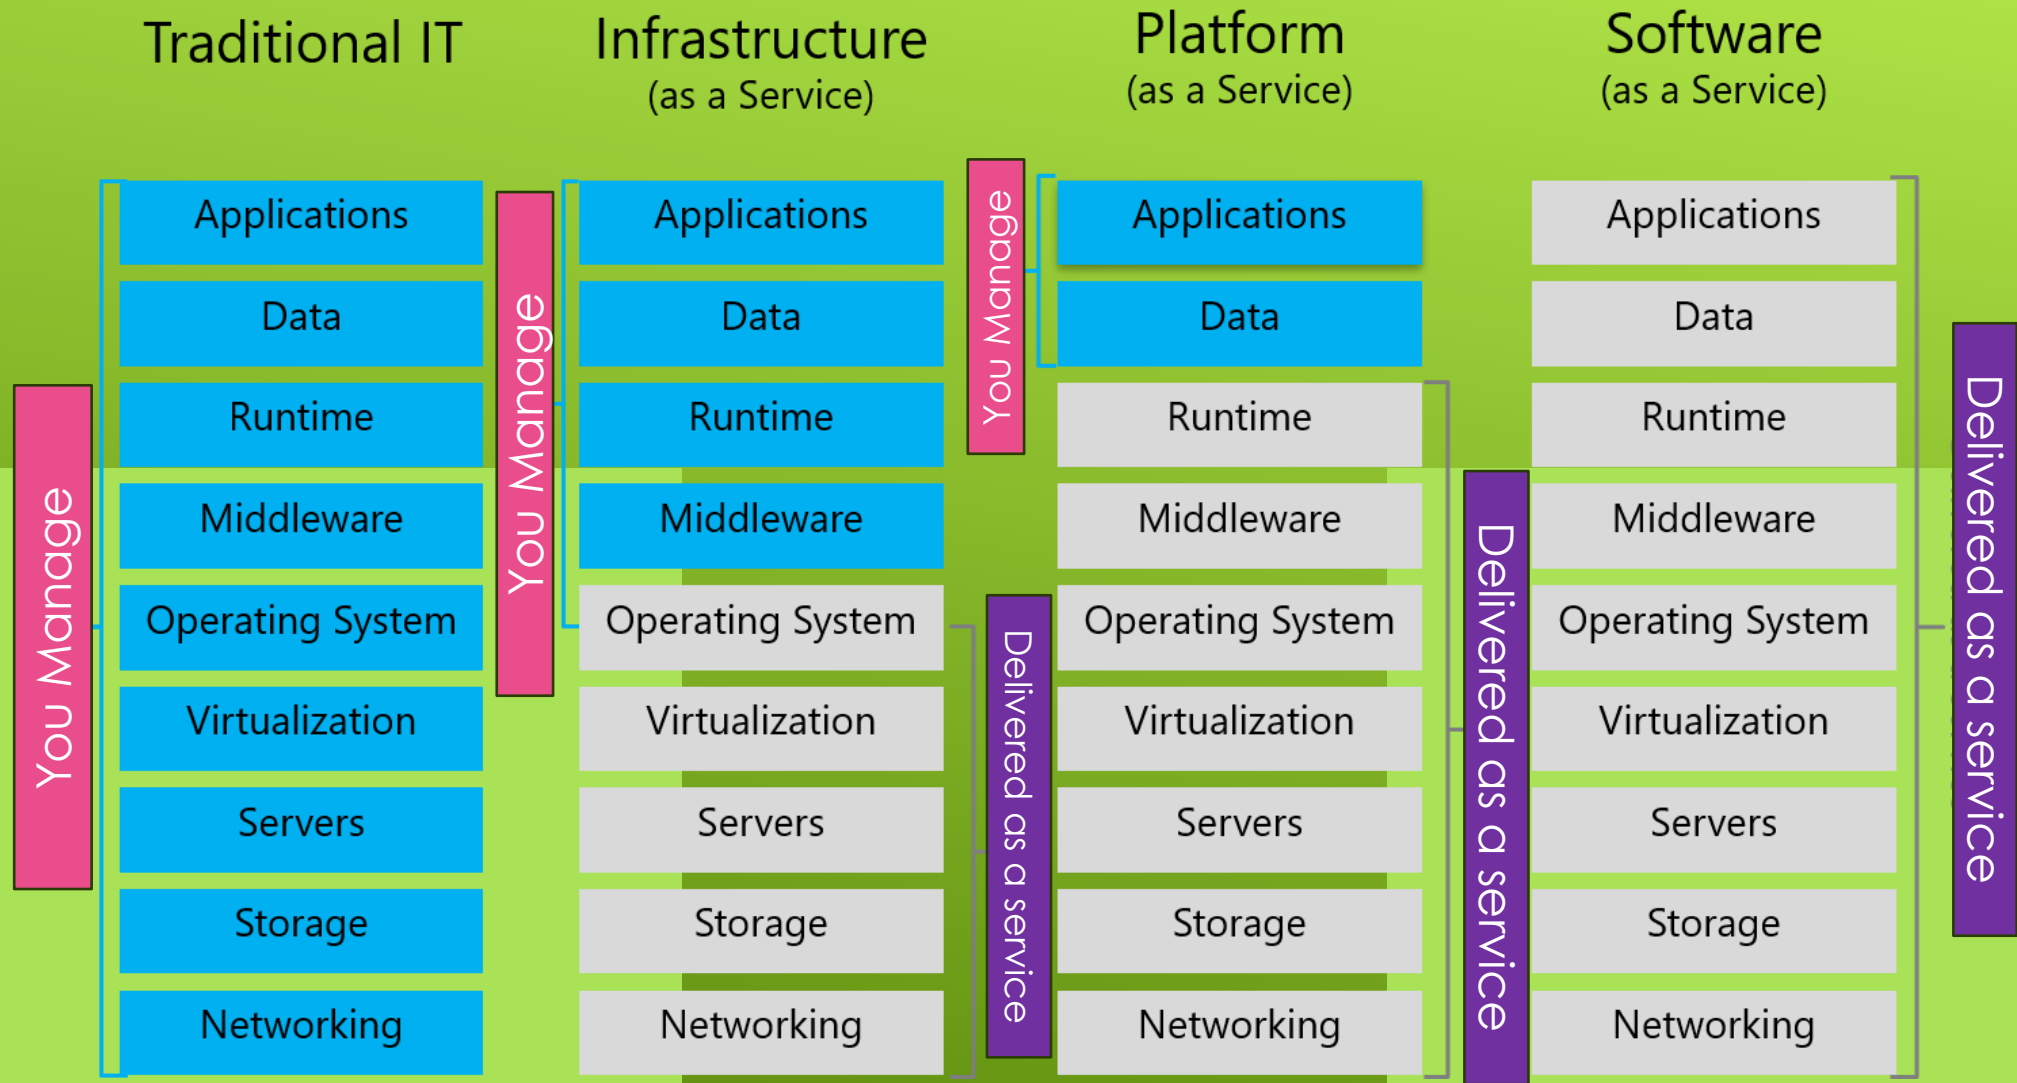 Traditional IT
Infrastructure
(as a Service)
Platform
(as a Service)
Software
(as a Service)
You Manage
Applications
Data
Runtime
Middleware
Operating System
Virtualization
Servers
Storage
Networking
You Manage
Applications
Data
Runtime
Middleware
Operating System
Virtualization
Servers
Storage
Networking
Delivered as a service
You Manage
Applications
Data
Runtime
Middleware
Operating System
Virtualization
Servers
Storage
Networking
Delivered as a service
Applications
Data
Runtime
Middleware
Operating System
Virtualization
Servers
Storage
Networking
Delivered as a service